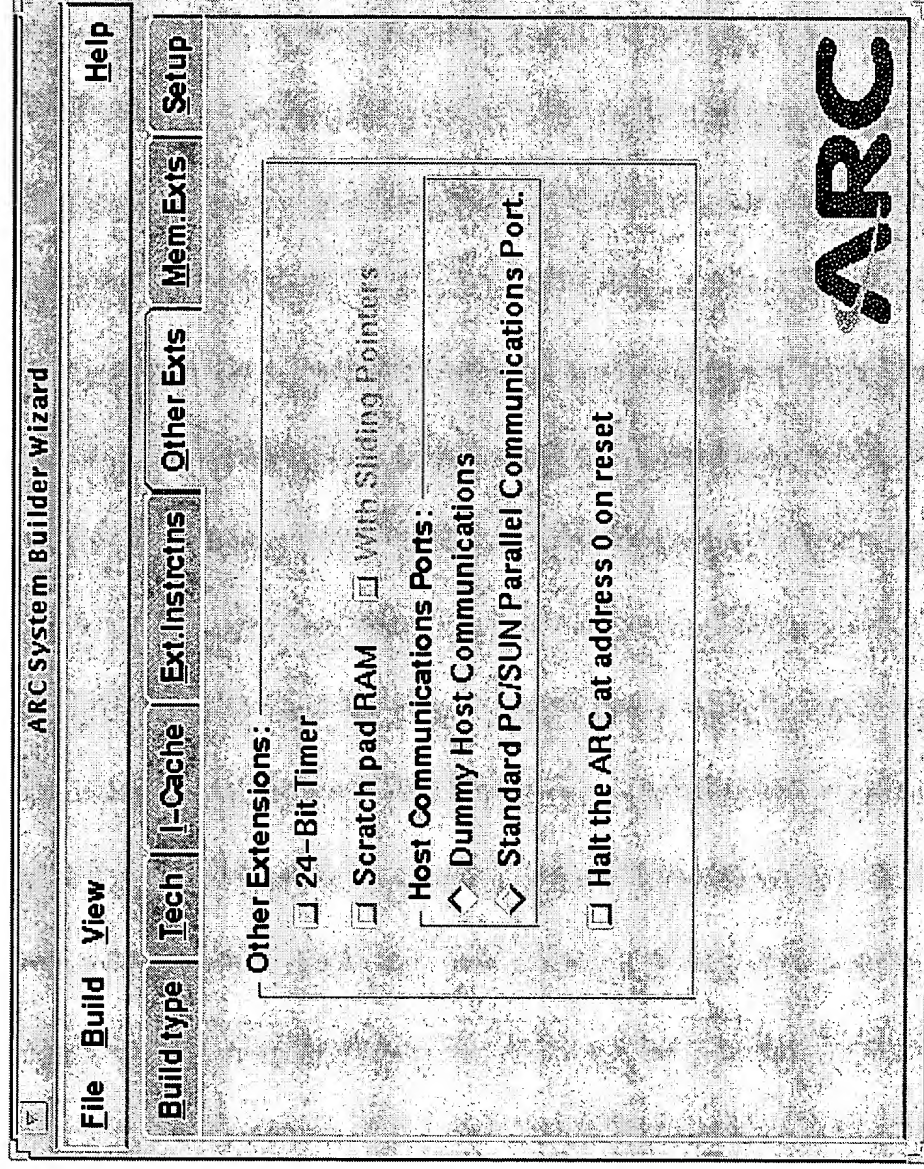 ARC System Builder Wizard
File Build View Help
Build type Tech I-Cache Ext.Instrctns Other Exts Mem.Exts Setup
Other Extensions:
24-Bit Timer
Scratch pad RAM With Sliding Pointers
Host Communications Ports:
Dummy Host Communications
Standard PC/SUN Parallel Communications Port.
Halt the ARC at address 0 on reset
ARC